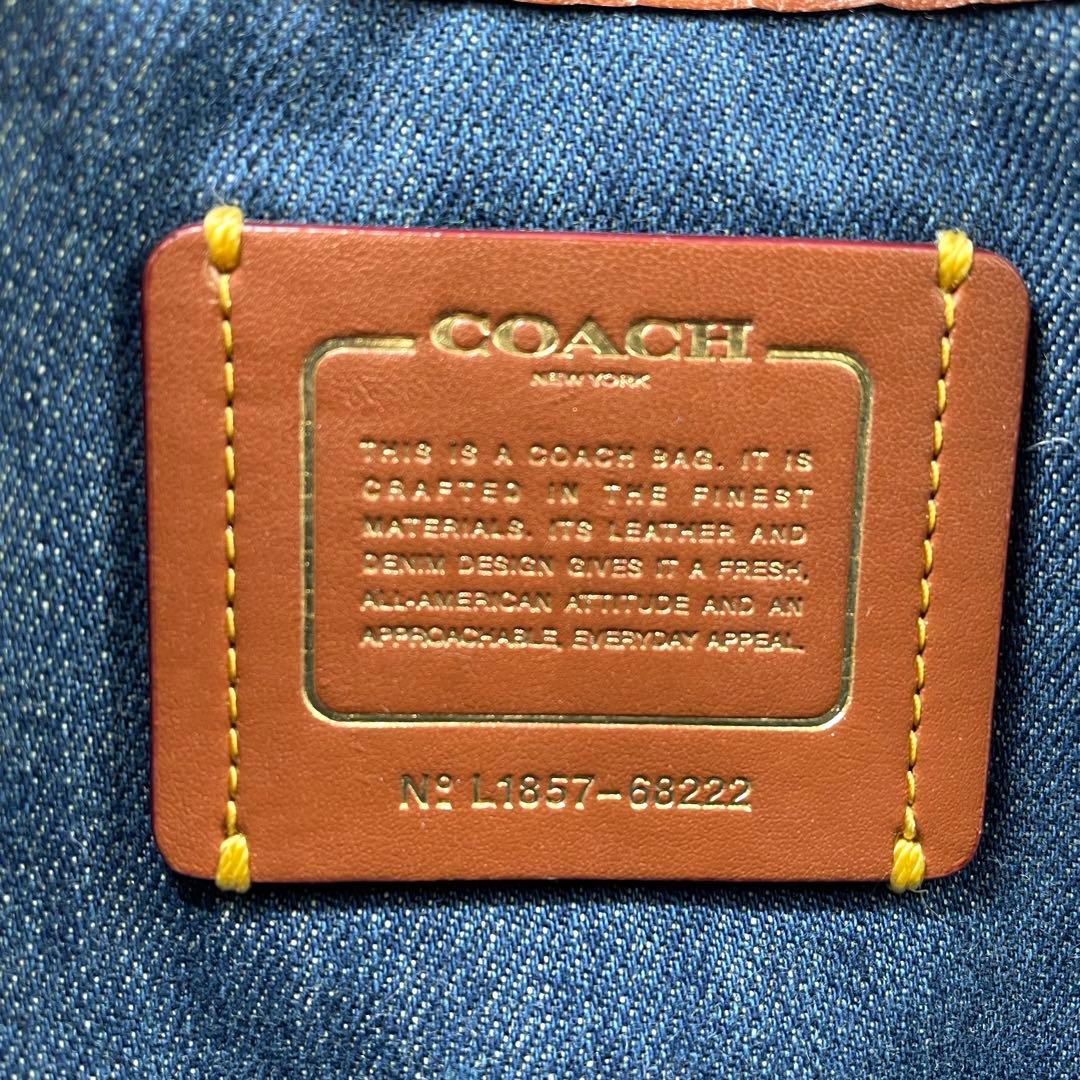 COACH
NEW YORK
THIS IS A COACH BAG. IT IS
CRAFTED IN THE FINEST
MATERIALS. ITS LEATHER AND
DENIM DESIGN GIVES IT A FRESH,
ALL-AMERICAN ATTITUDE AND AN
APPROACHABLE, EVERYDAY APPEAL.
Nº L1857-68222